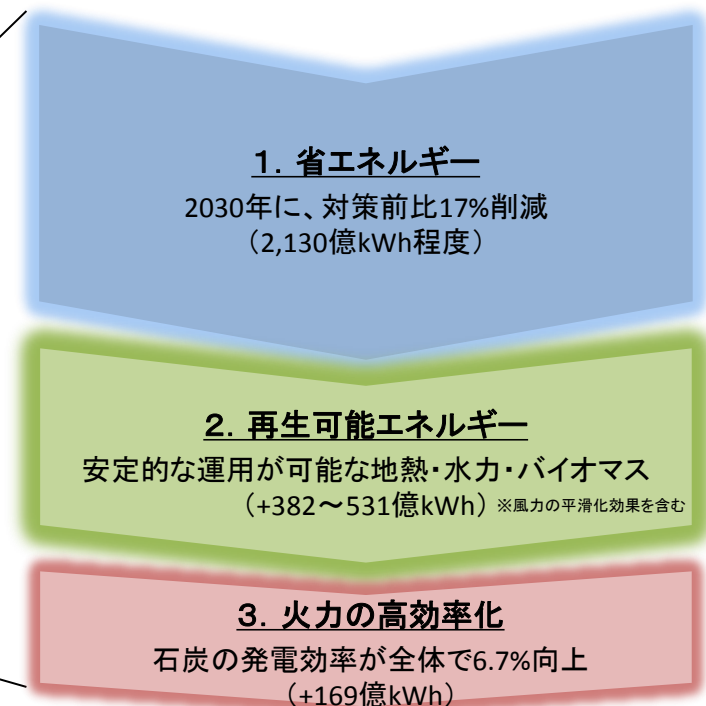 1．省エネルギー
2030年に、対策前比17%削減
（2,130億kWh程度）
2．再生可能エネルギー
安定的な運用が可能な地熱・水力・バイオマス
（+382～531億kWh）※風力の平滑化効果を含む
3．火力の高効率化
石炭の発電効率が全体で6.7%向上
（+169億kWh）